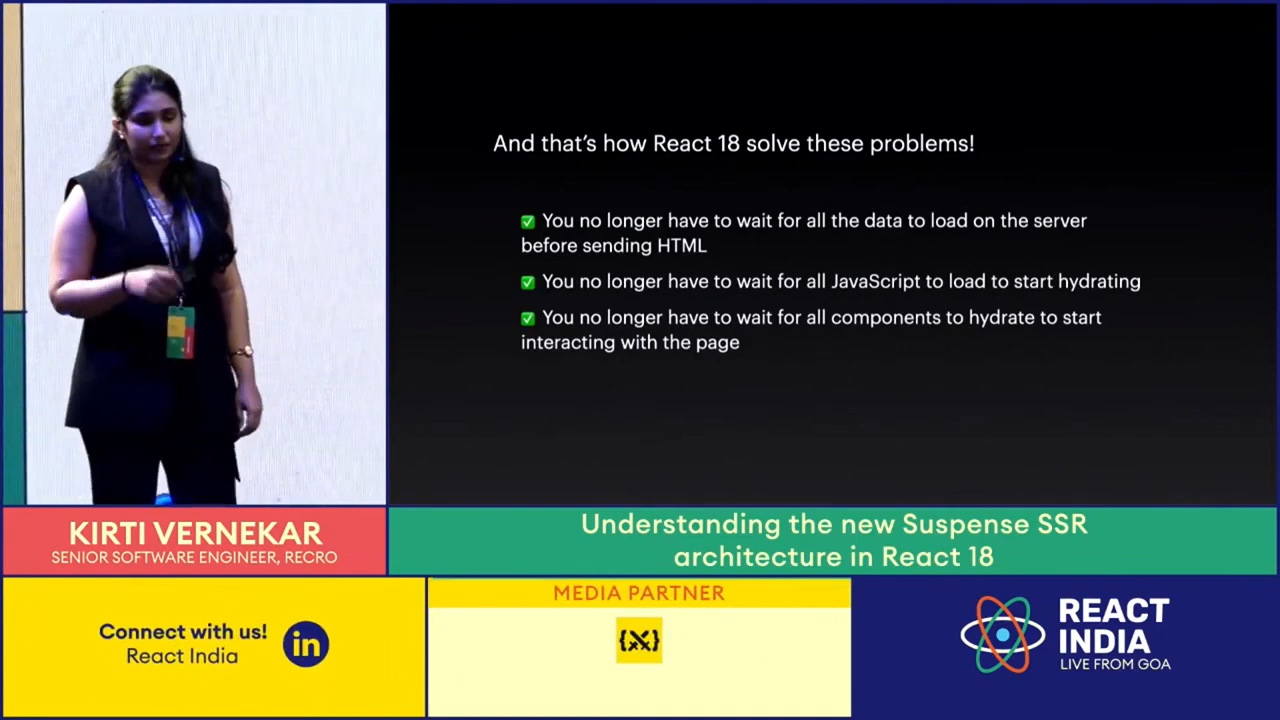 And that's how React 18 solve these problems!
✅ You no longer have to wait for all the data to load on the server
before sending HTML
✅ You no longer have to wait for all JavaScript to load to start hydrating
✅ You no longer have to wait for all components to hydrate to start
interacting with the page
KIRTI VERNEKAR
SENIOR SOFTWARE ENGINEER, RECRO
Understanding the new Suspense SSR
architecture in React 18
Connect with us!
React India
in
MEDIA PARTNER
{X}
REACT
INDIA
LIVE FROM GOA